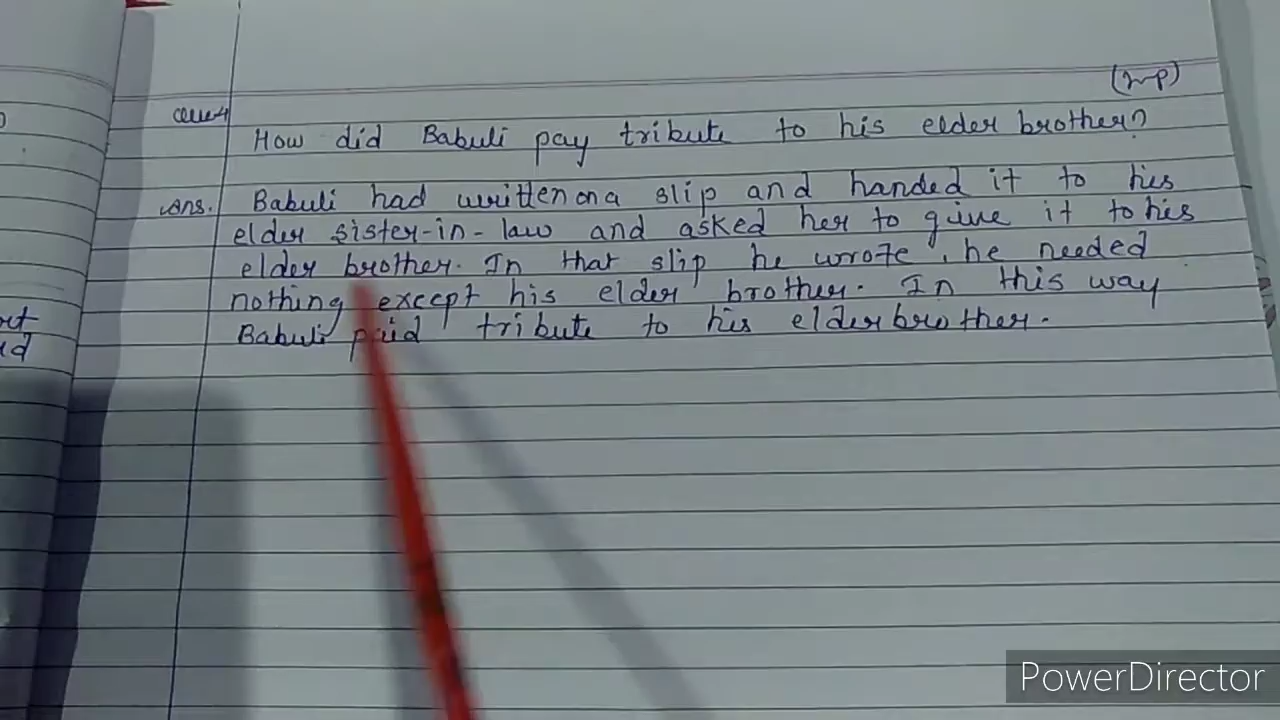 (Imp)
Ques
How did Babuli pay tribute to his elder brother?
Ans. Babuli had written on a slip and handed it to his
elder sister-in-law and asked her to give it to his
elder brother. In that slip he wrote, he needed
nothing except his elder brother. In this way
Babuli paid tribute to his elder brother.
PowerDirector